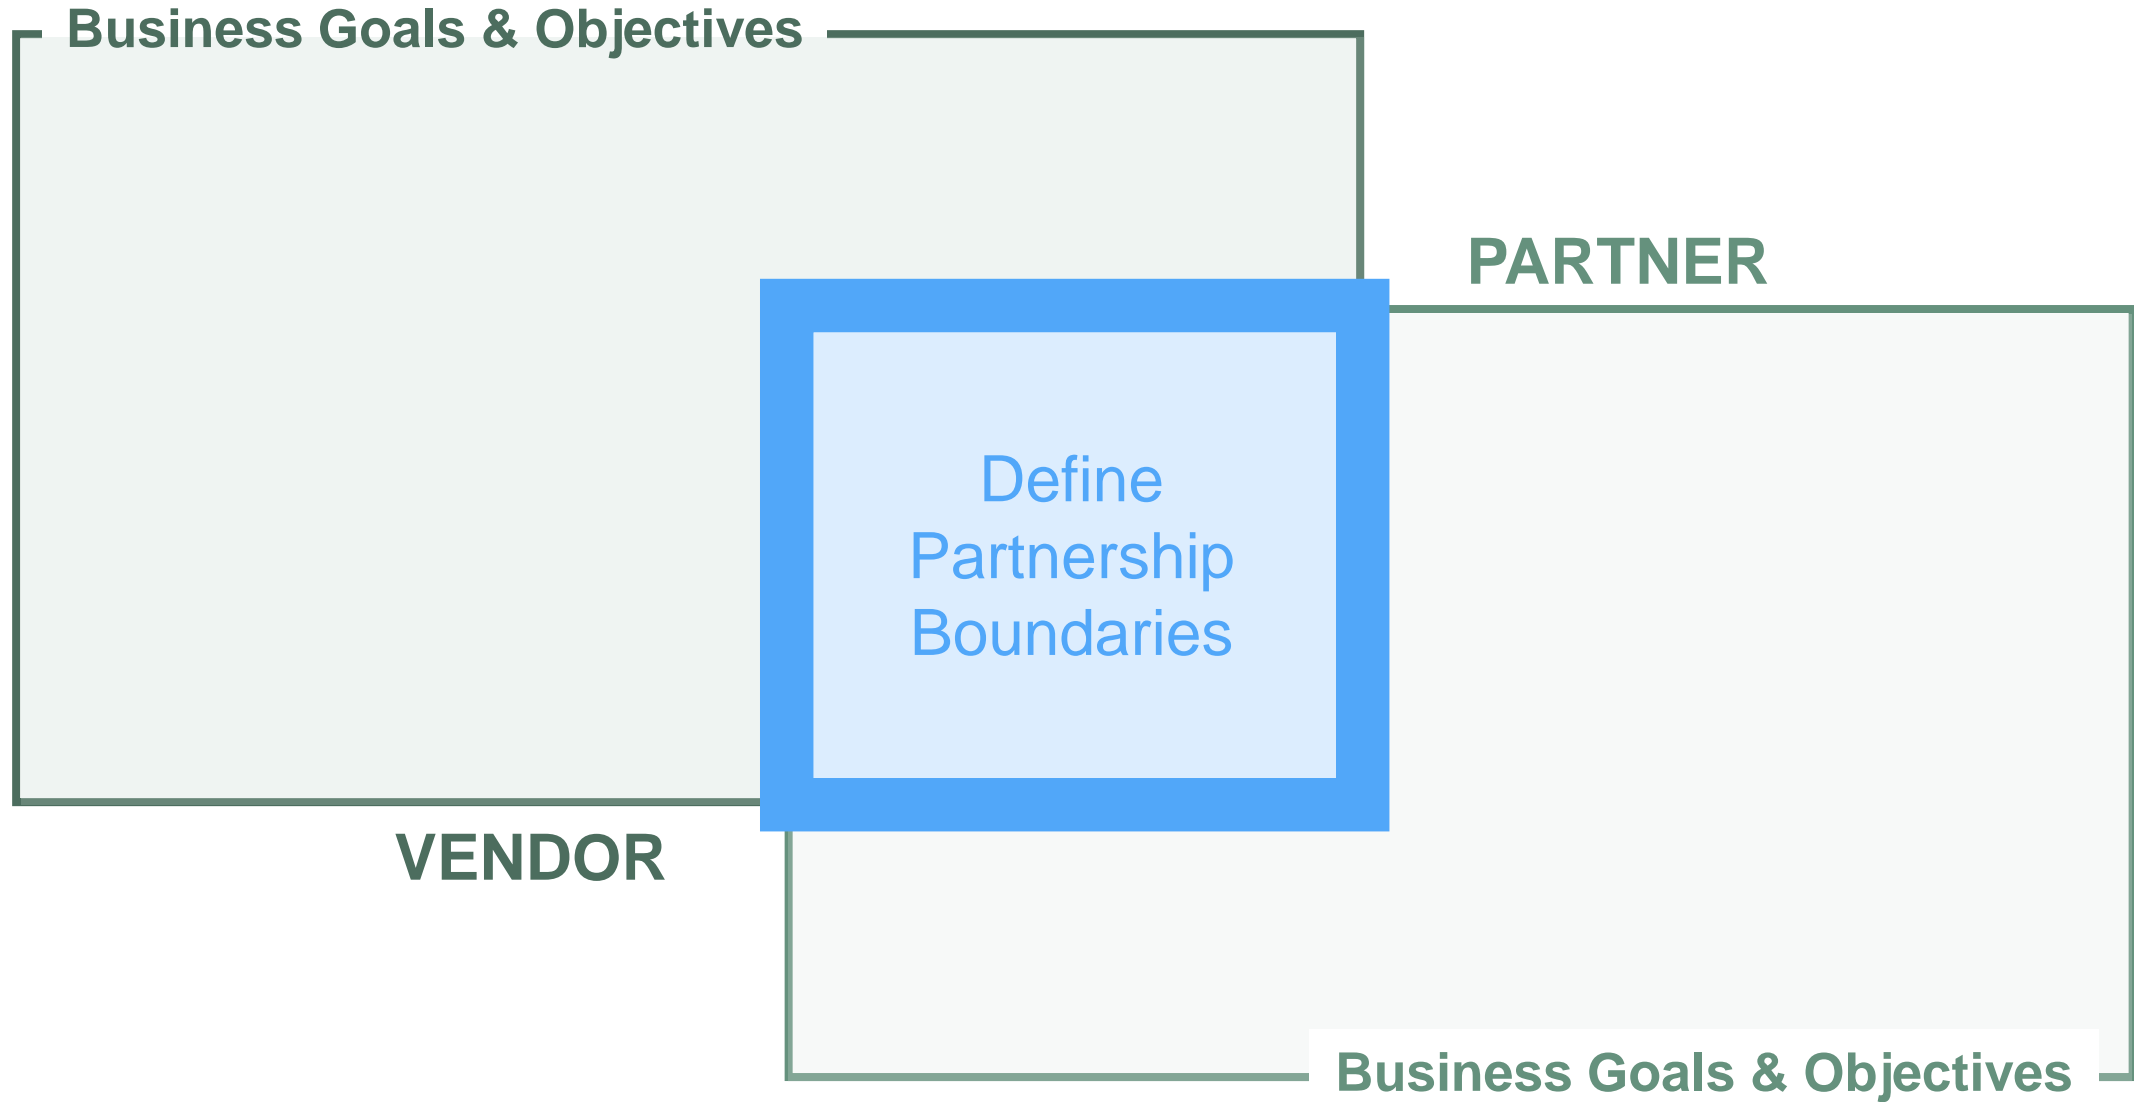 Business Goals & Objectives
PARTNER
Define
Partnership
Boundaries
VENDOR
Business Goals & Objectives